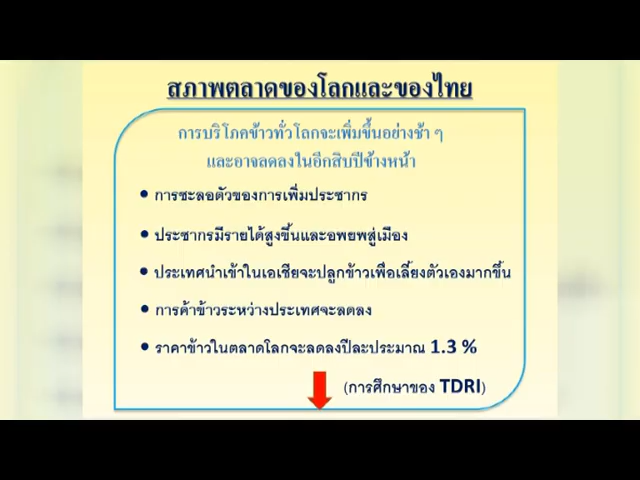 สภาพตลาดของโลกและของไทย
การบริโภคข้าวทั่วโลกจะเพิ่มขึ้นอย่างช้า ๆ
และอาจลดลงในอีกสิบปีข้างหน้า
• การชะลอตัวของการเพิ่มประชากร
• ประชากรมีรายได้สูงขึ้นและอพยพสู่เมือง
• ประเทศนำเข้าในเอเชียจะปลูกข้าวเพื่อเลี้ยงตัวเองมากขึ้น
• การค้าข้าวระหว่างประเทศจะลดลง
• ราคาข้าวในตลาดโลกจะลดลงปีละประมาณ 1.3 %
(การศึกษาของ TDRI)